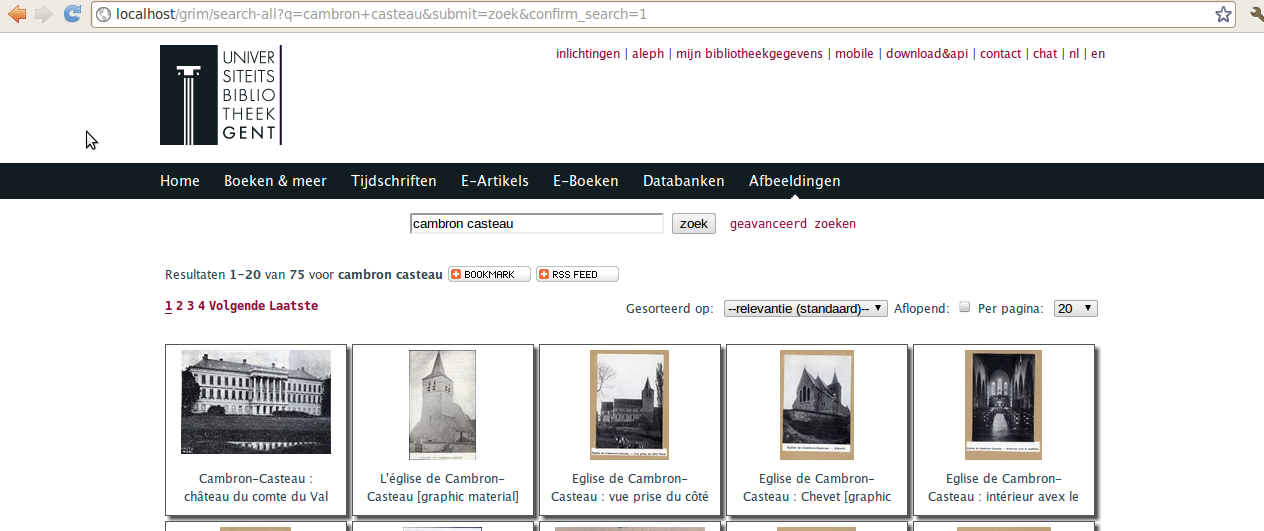 localhost/grim/search-all?q=cambron+casteau&submit=zoek&confirm_search=1
UNIVER
SITEITS
BIBLIO
THEEK
GENT
inlichtingen | aleph | mijn bibliotheekgegevens | mobile | download&api | contact | chat | nl | en
Home Boeken & meer Tijdschriften E-Artikels E-Boeken Databanken Afbeeldingen
cambron casteau zoek geavanceerd zoeken
Resultaten 1-20 van 75 voor cambron casteau BOOKMARK RSS FEED
1 2 3 4 Volgende Laatste
Gesorteerd op: --relevantie (standaard)-- Aflopend: Per pagina: 20
Cambron-Casteau :
château du comte du Val
L'église de Cambron-
Casteau [graphic material]
Eglise de Cambron-
Casteau : vue prise du côté
Eglise de Cambron-
Casteau : Chevet [graphic
Eglise de Cambron-
Casteau : intérieur avex le